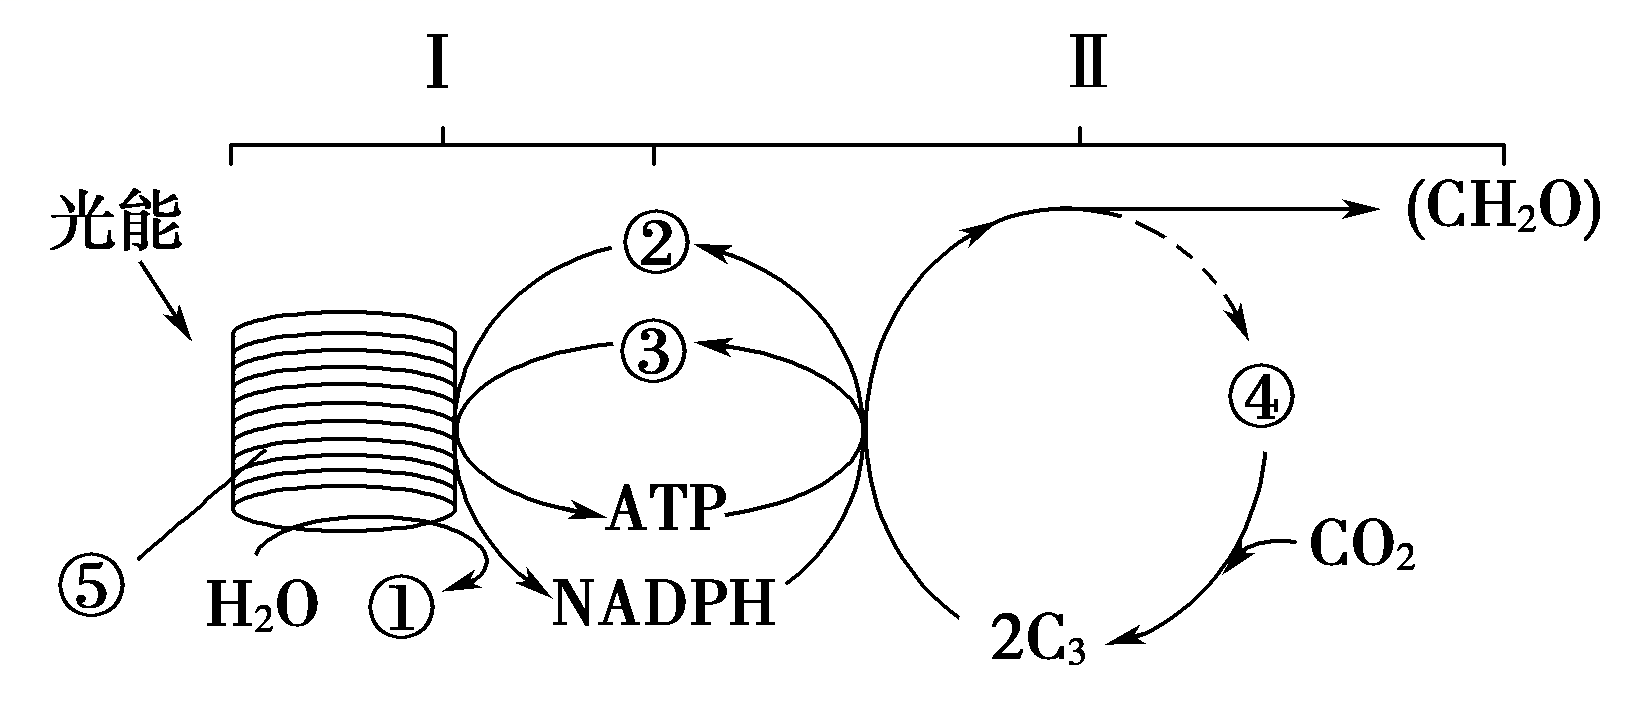 Ⅰ Ⅱ
光能 ② (CH₂O)
③
④
ATP
CO₂
⑤ H₂O ① NADPH
2C₃